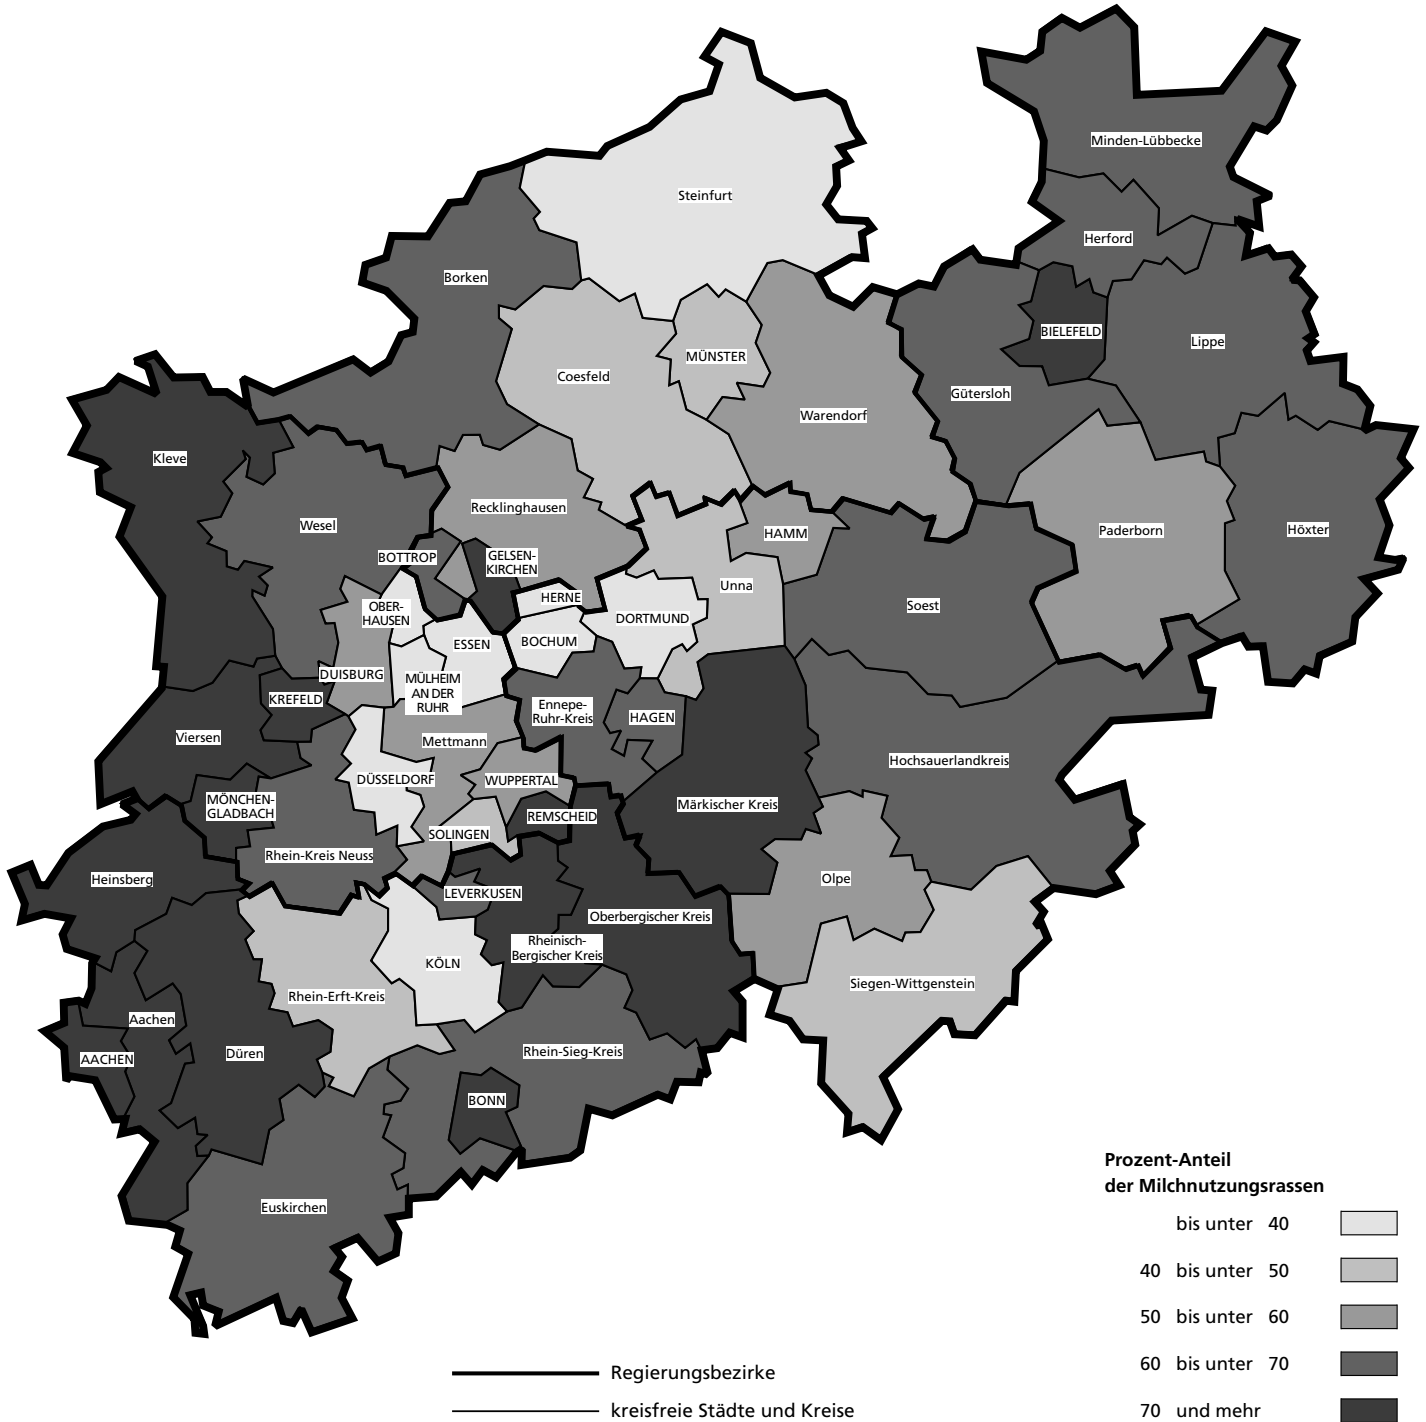 Minden-Lübbecke
Steinfurt
Herford
Borken
BIELEFELD
Lippe
MÜNSTER
Coesfeld
Gütersloh
Warendorf
Kleve
Recklinghausen
Wesel
HAMM
Paderborn
Höxter
BOTTROP
GELSEN-
KIRCHEN
Unna
HERNE
Soest
OBER-
HAUSEN
DORTMUND
ESSEN
BOCHUM
DUISBURG
MÜLHEIM
AN DER
RUHR
KREFELD
Ennepe-
Ruhr-Kreis
HAGEN
Viersen
Mettmann
Hochsauerlandkreis
DÜSSELDORF
WUPPERTAL
MÖNCHEN-
GLADBACH
Märkischer Kreis
REMSCHEID
SOLINGEN
Rhein-Kreis Neuss
Heinsberg
Olpe
LEVERKUSEN
Oberbergischer Kreis
Rheinisch-
Bergischer Kreis
KÖLN
Siegen-Wittgenstein
Rhein-Erft-Kreis
Aachen
Düren
Rhein-Sieg-Kreis
AACHEN
BONN
Euskirchen
Prozent-Anteil
der Milchnutzungsrassen
bis unter 40
40 bis unter 50
50 bis unter 60
60 bis unter 70
70 und mehr
Regierungsbezirke
kreisfreie Städte und Kreise